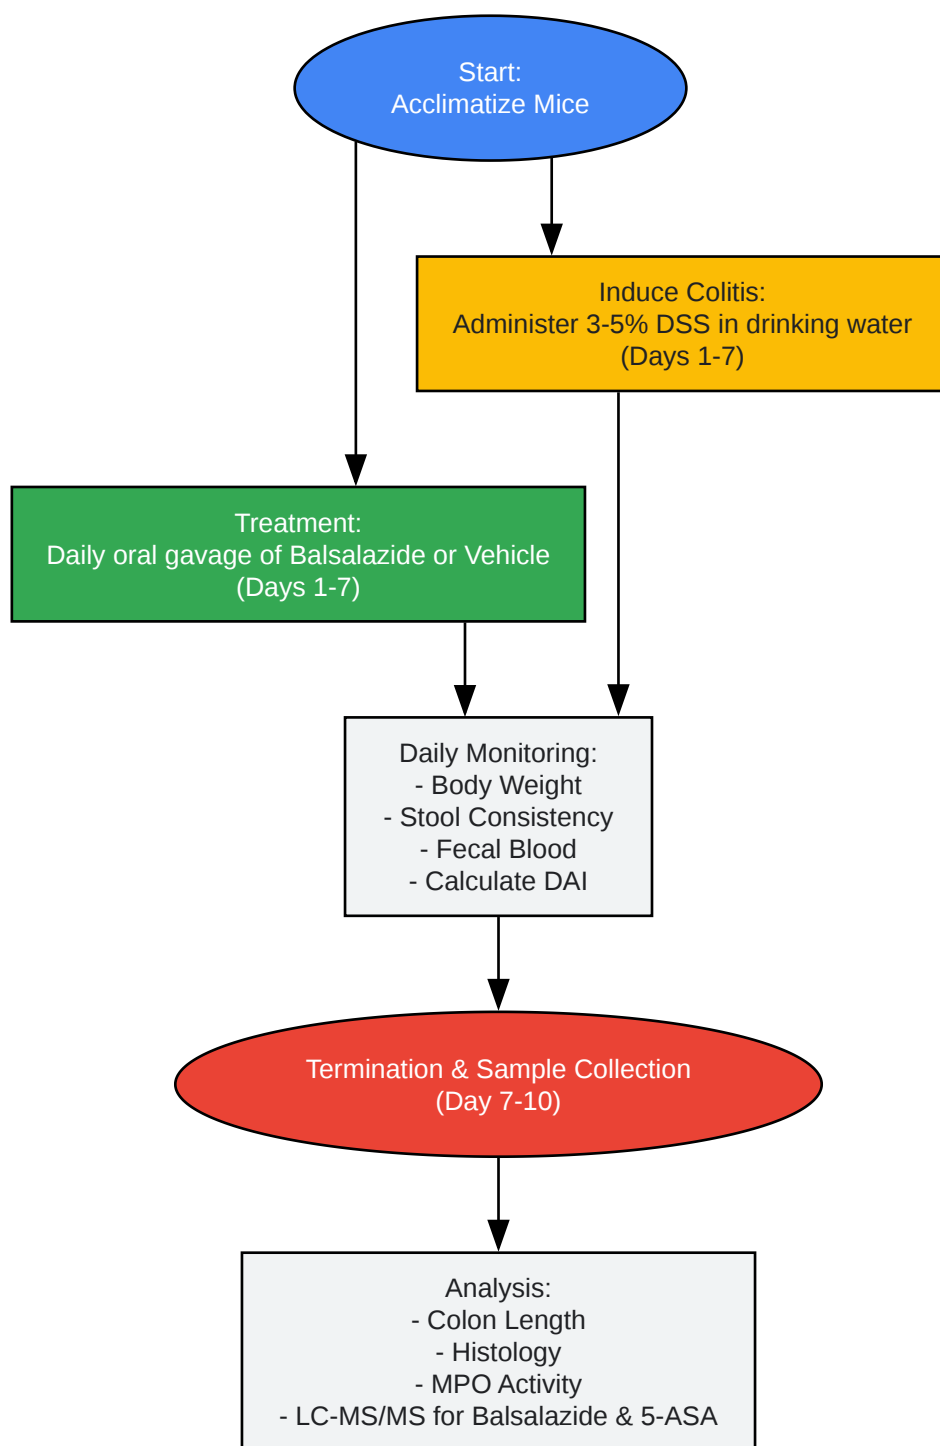 Start:
Acclimatize Mice
Induce Colitis:
Administer 3-5% DSS in drinking water
(Days 1-7)
Treatment:
Daily oral gavage of Balsalazide or Vehicle
(Days 1-7)
Daily Monitoring:
- Body Weight
- Stool Consistency
- Fecal Blood
- Calculate DAI
Termination & Sample Collection
(Day 7-10)
Analysis:
- Colon Length
- Histology
- MPO Activity
- LC-MS/MS for Balsalazide & 5-ASA